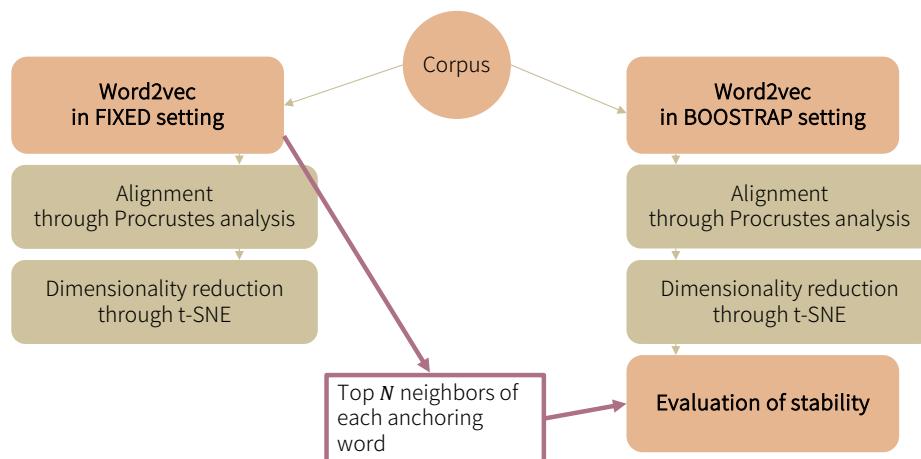 Corpus
Word2vec
in FIXED setting
Alignment
through Procrustes analysis
Dimensionality reduction
through t-SNE
Top N neighbors of
each anchoring
word
Word2vec
in BOOSTRAP setting
Alignment
through Procrustes analysis
Dimensionality reduction
through t-SNE
Evaluation of stability